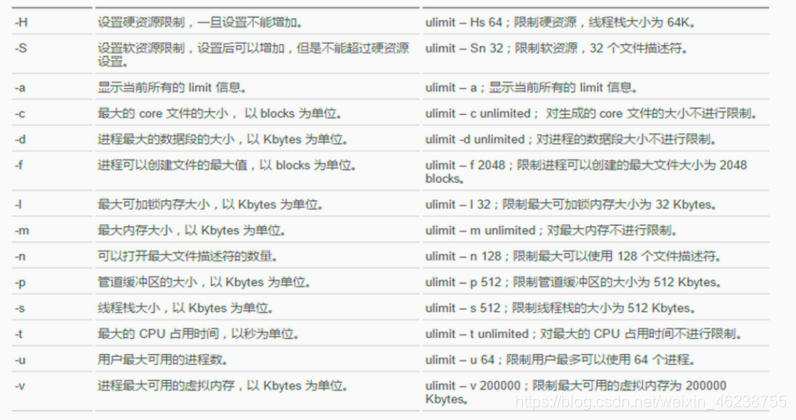 -H 设置硬资源限制，一旦设置不能增加。 ulimit – Hs 64；限制硬资源，线程栈大小为 64K。
-S 设置软资源限制，设置后可以增加，但是不能超过硬资源设置。 ulimit – Sn 32；限制软资源，32 个文件描述符。
-a 显示当前所有的 limit 信息。 ulimit – a；显示当前所有的 limit 信息。
-c 最大的 core 文件的大小， 以 blocks 为单位。 ulimit – c unlimited； 对生成的 core 文件的大小不进行限制。
-d 进程最大的数据段的大小，以 Kbytes 为单位。 ulimit -d unlimited；对进程的数据段大小不进行限制。
-f 进程可以创建文件的最大值，以 blocks 为单位。 ulimit – f 2048；限制进程可以创建的最大文件大小为 2048 blocks。
-l 最大可加锁内存大小，以 Kbytes 为单位。 ulimit – l 32；限制最大可加锁内存大小为 32 Kbytes。
-m 最大内存大小，以 Kbytes 为单位。 ulimit – m unlimited；对最大内存不进行限制。
-n 可以打开最大文件描述符的数量。 ulimit – n 128；限制最大可以使用 128 个文件描述符。
-p 管道缓冲区的大小，以 Kbytes 为单位。 ulimit – p 512；限制管道缓冲区的大小为 512 Kbytes。
-s 线程栈大小，以 Kbytes 为单位。 ulimit – s 512；限制线程栈的大小为 512 Kbytes。
-t 最大的 CPU 占用时间，以秒为单位。 ulimit – t unlimited；对最大的 CPU 占用时间不进行限制。
-u 用户最大可用的进程数。 ulimit – u 64；限制用户最多可以使用 64 个进程。
-v 进程最大可用的虚拟内存，以 Kbytes 为单位。 ulimit – v 200000；限制最大可用的虚拟内存为 200000 Kbytes。
https://blog.csdn.net/weixin_46238755